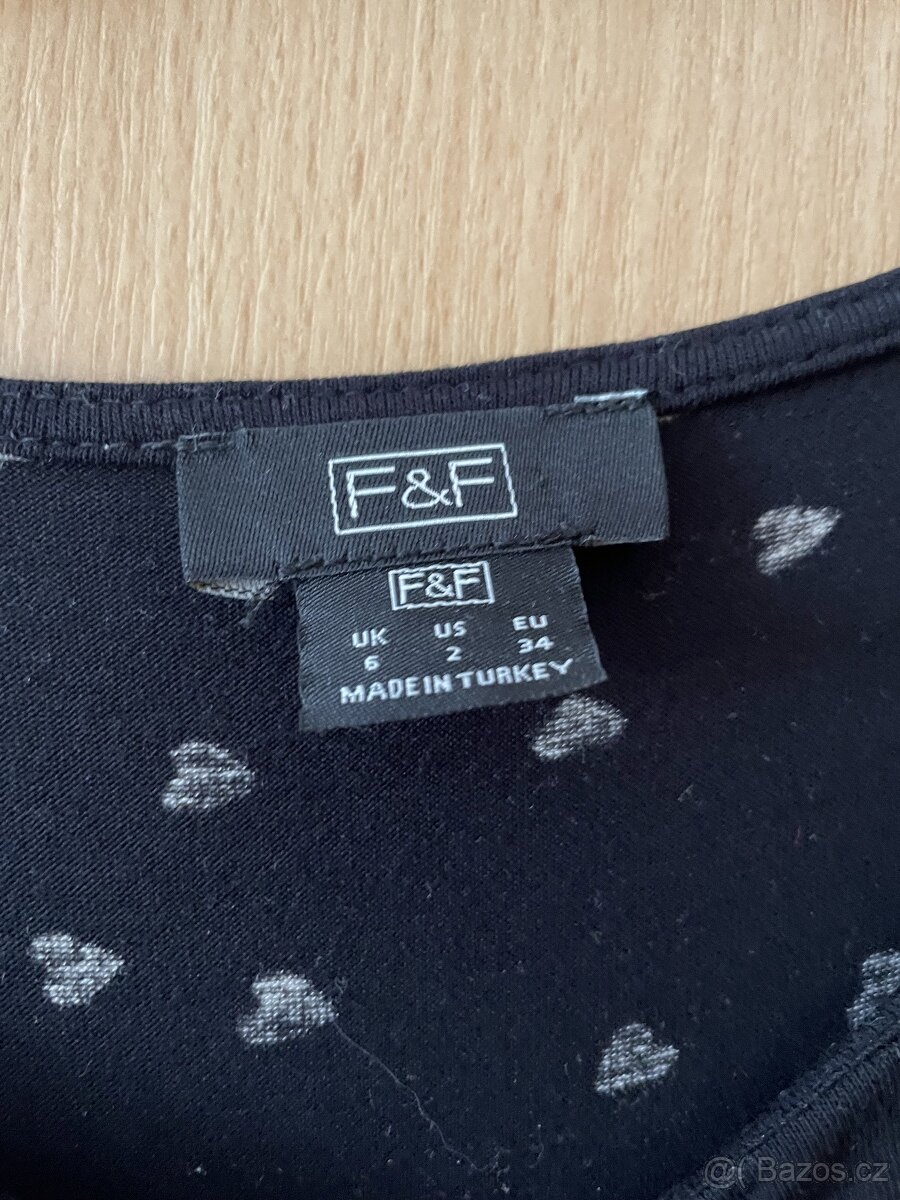 F&F
F&F
UK US EU
6 2 34
MADE IN TURKEY
@ Bazos.cz